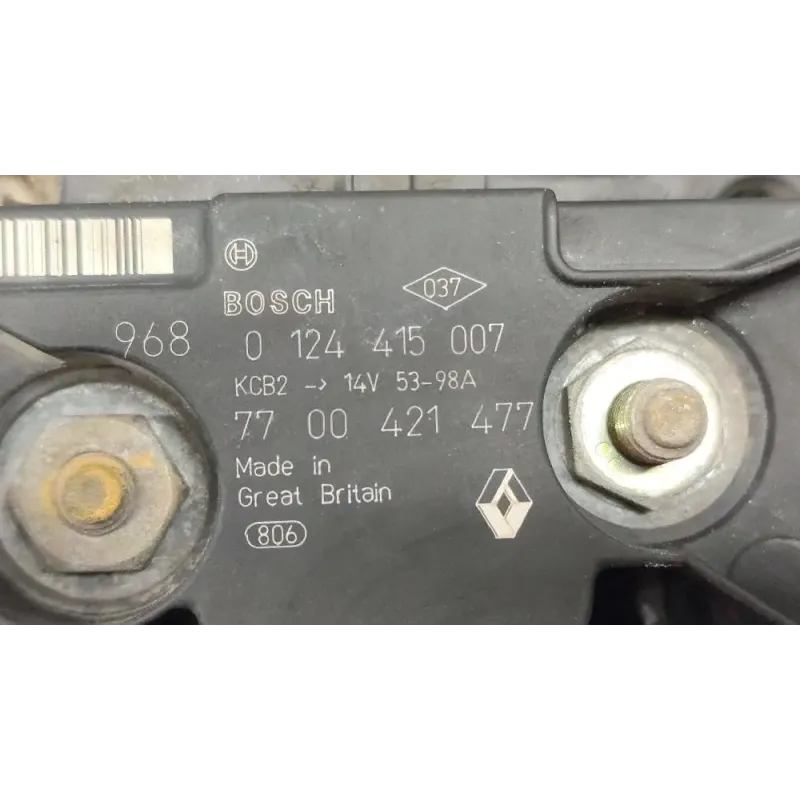 BOSCH
037
968 0 124 415 007
KCB2 → 14V 53-98A
77 00 421 477
Made in
Great Britain
806